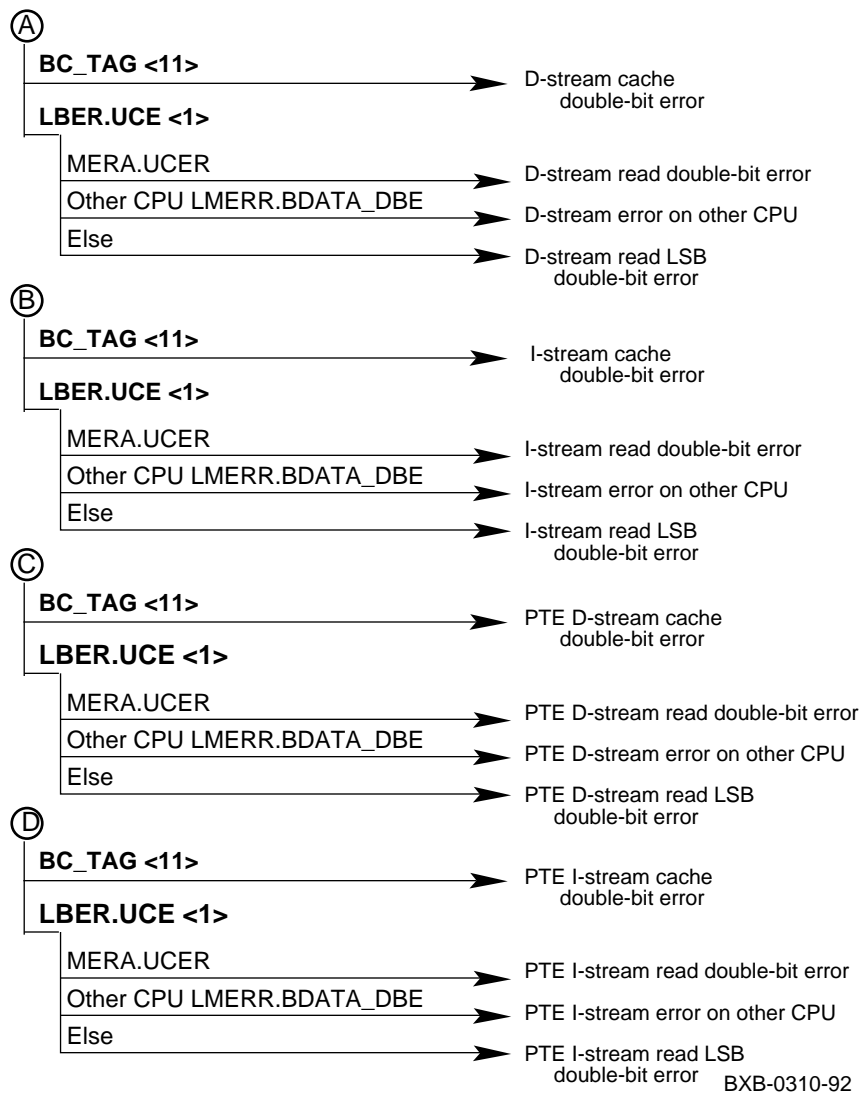 A
BC_TAG <11>
D-stream cache
double-bit error
LBER.UCE <1>
MERA.UCER
D-stream read double-bit error
Other CPU LMERR.BDATA_DBE
D-stream error on other CPU
Else
D-stream read LSB
double-bit error
B
BC_TAG <11>
I-stream cache
double-bit error
LBER.UCE <1>
MERA.UCER
I-stream read double-bit error
Other CPU LMERR.BDATA_DBE
I-stream error on other CPU
Else
I-stream read LSB
double-bit error
C
BC_TAG <11>
PTE D-stream cache
double-bit error
LBER.UCE <1>
MERA.UCER
PTE D-stream read double-bit error
Other CPU LMERR.BDATA_DBE
PTE D-stream error on other CPU
Else
PTE D-stream read LSB
double-bit error
D
BC_TAG <11>
PTE I-stream cache
double-bit error
LBER.UCE <1>
MERA.UCER
PTE I-stream read double-bit error
Other CPU LMERR.BDATA_DBE
PTE I-stream error on other CPU
Else
PTE I-stream read LSB
double-bit error
BXB-0310-92